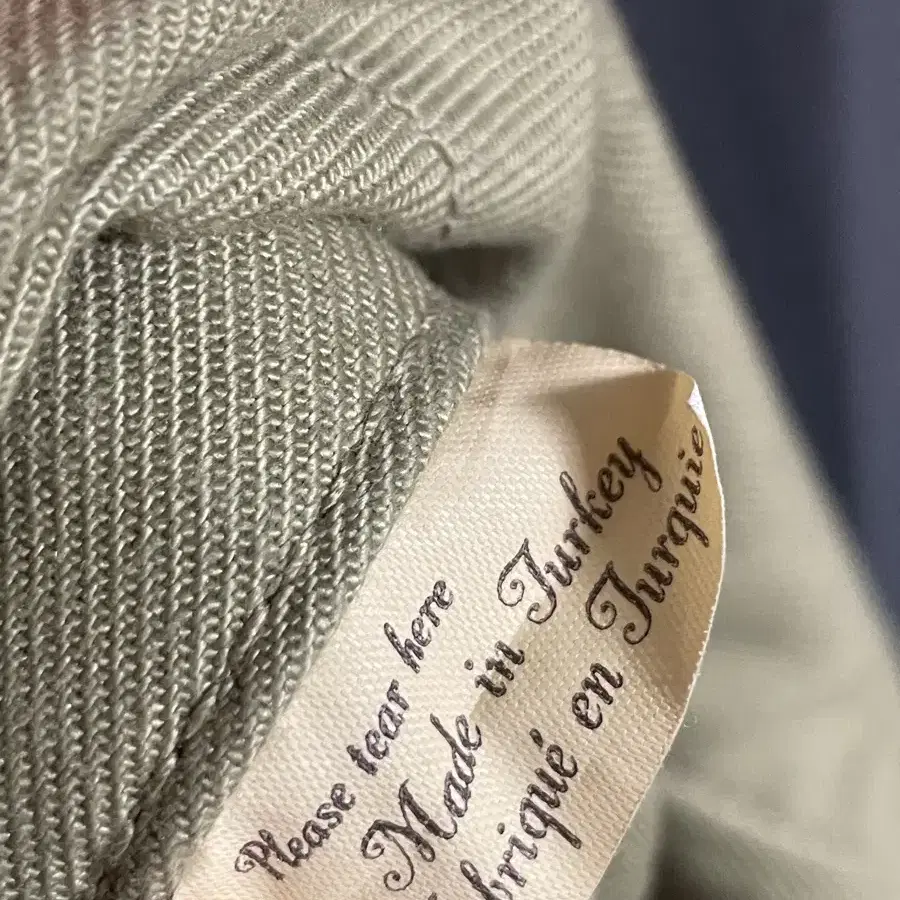 Please tear here
Made in Turkey
Fabriqué en Turquie